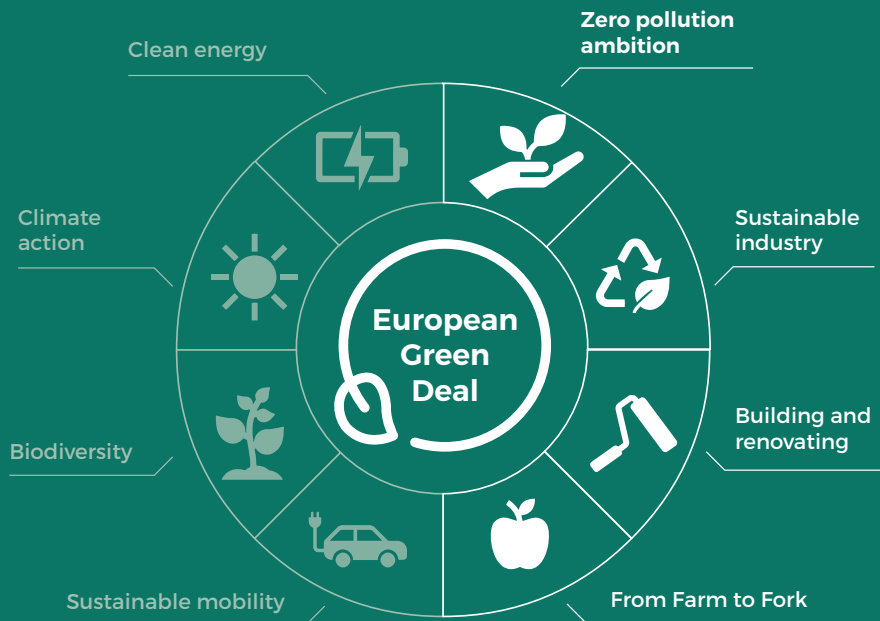 Clean energy
Zero pollution
ambition
Climate
action
Sustainable
industry
European
Green
Deal
Biodiversity
Building and
renovating
Sustainable mobility
From Farm to Fork